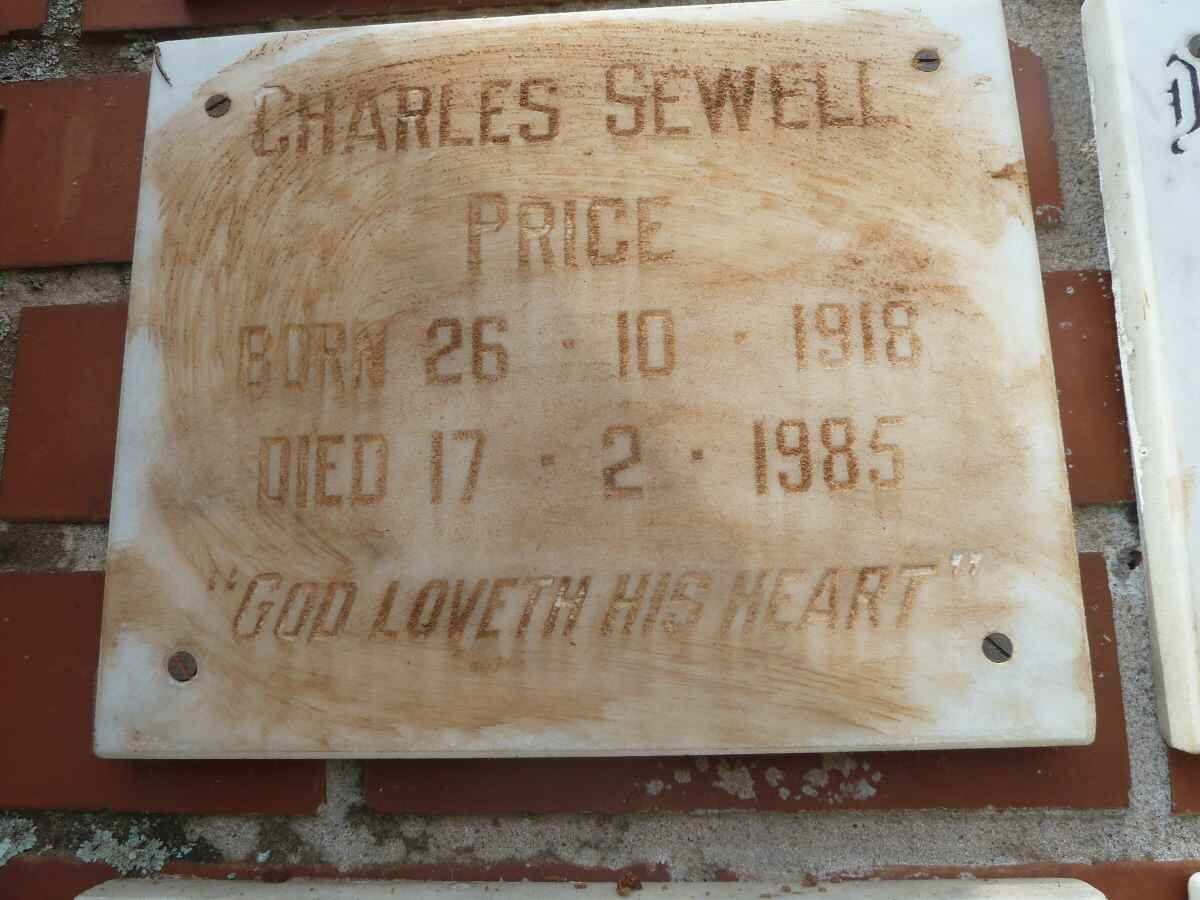 CHARLES SEWELL
PRICE
BORN 26 · 10 · 1918
DIED 17 · 2 · 1985
"GOD LOVETH HIS HEART"